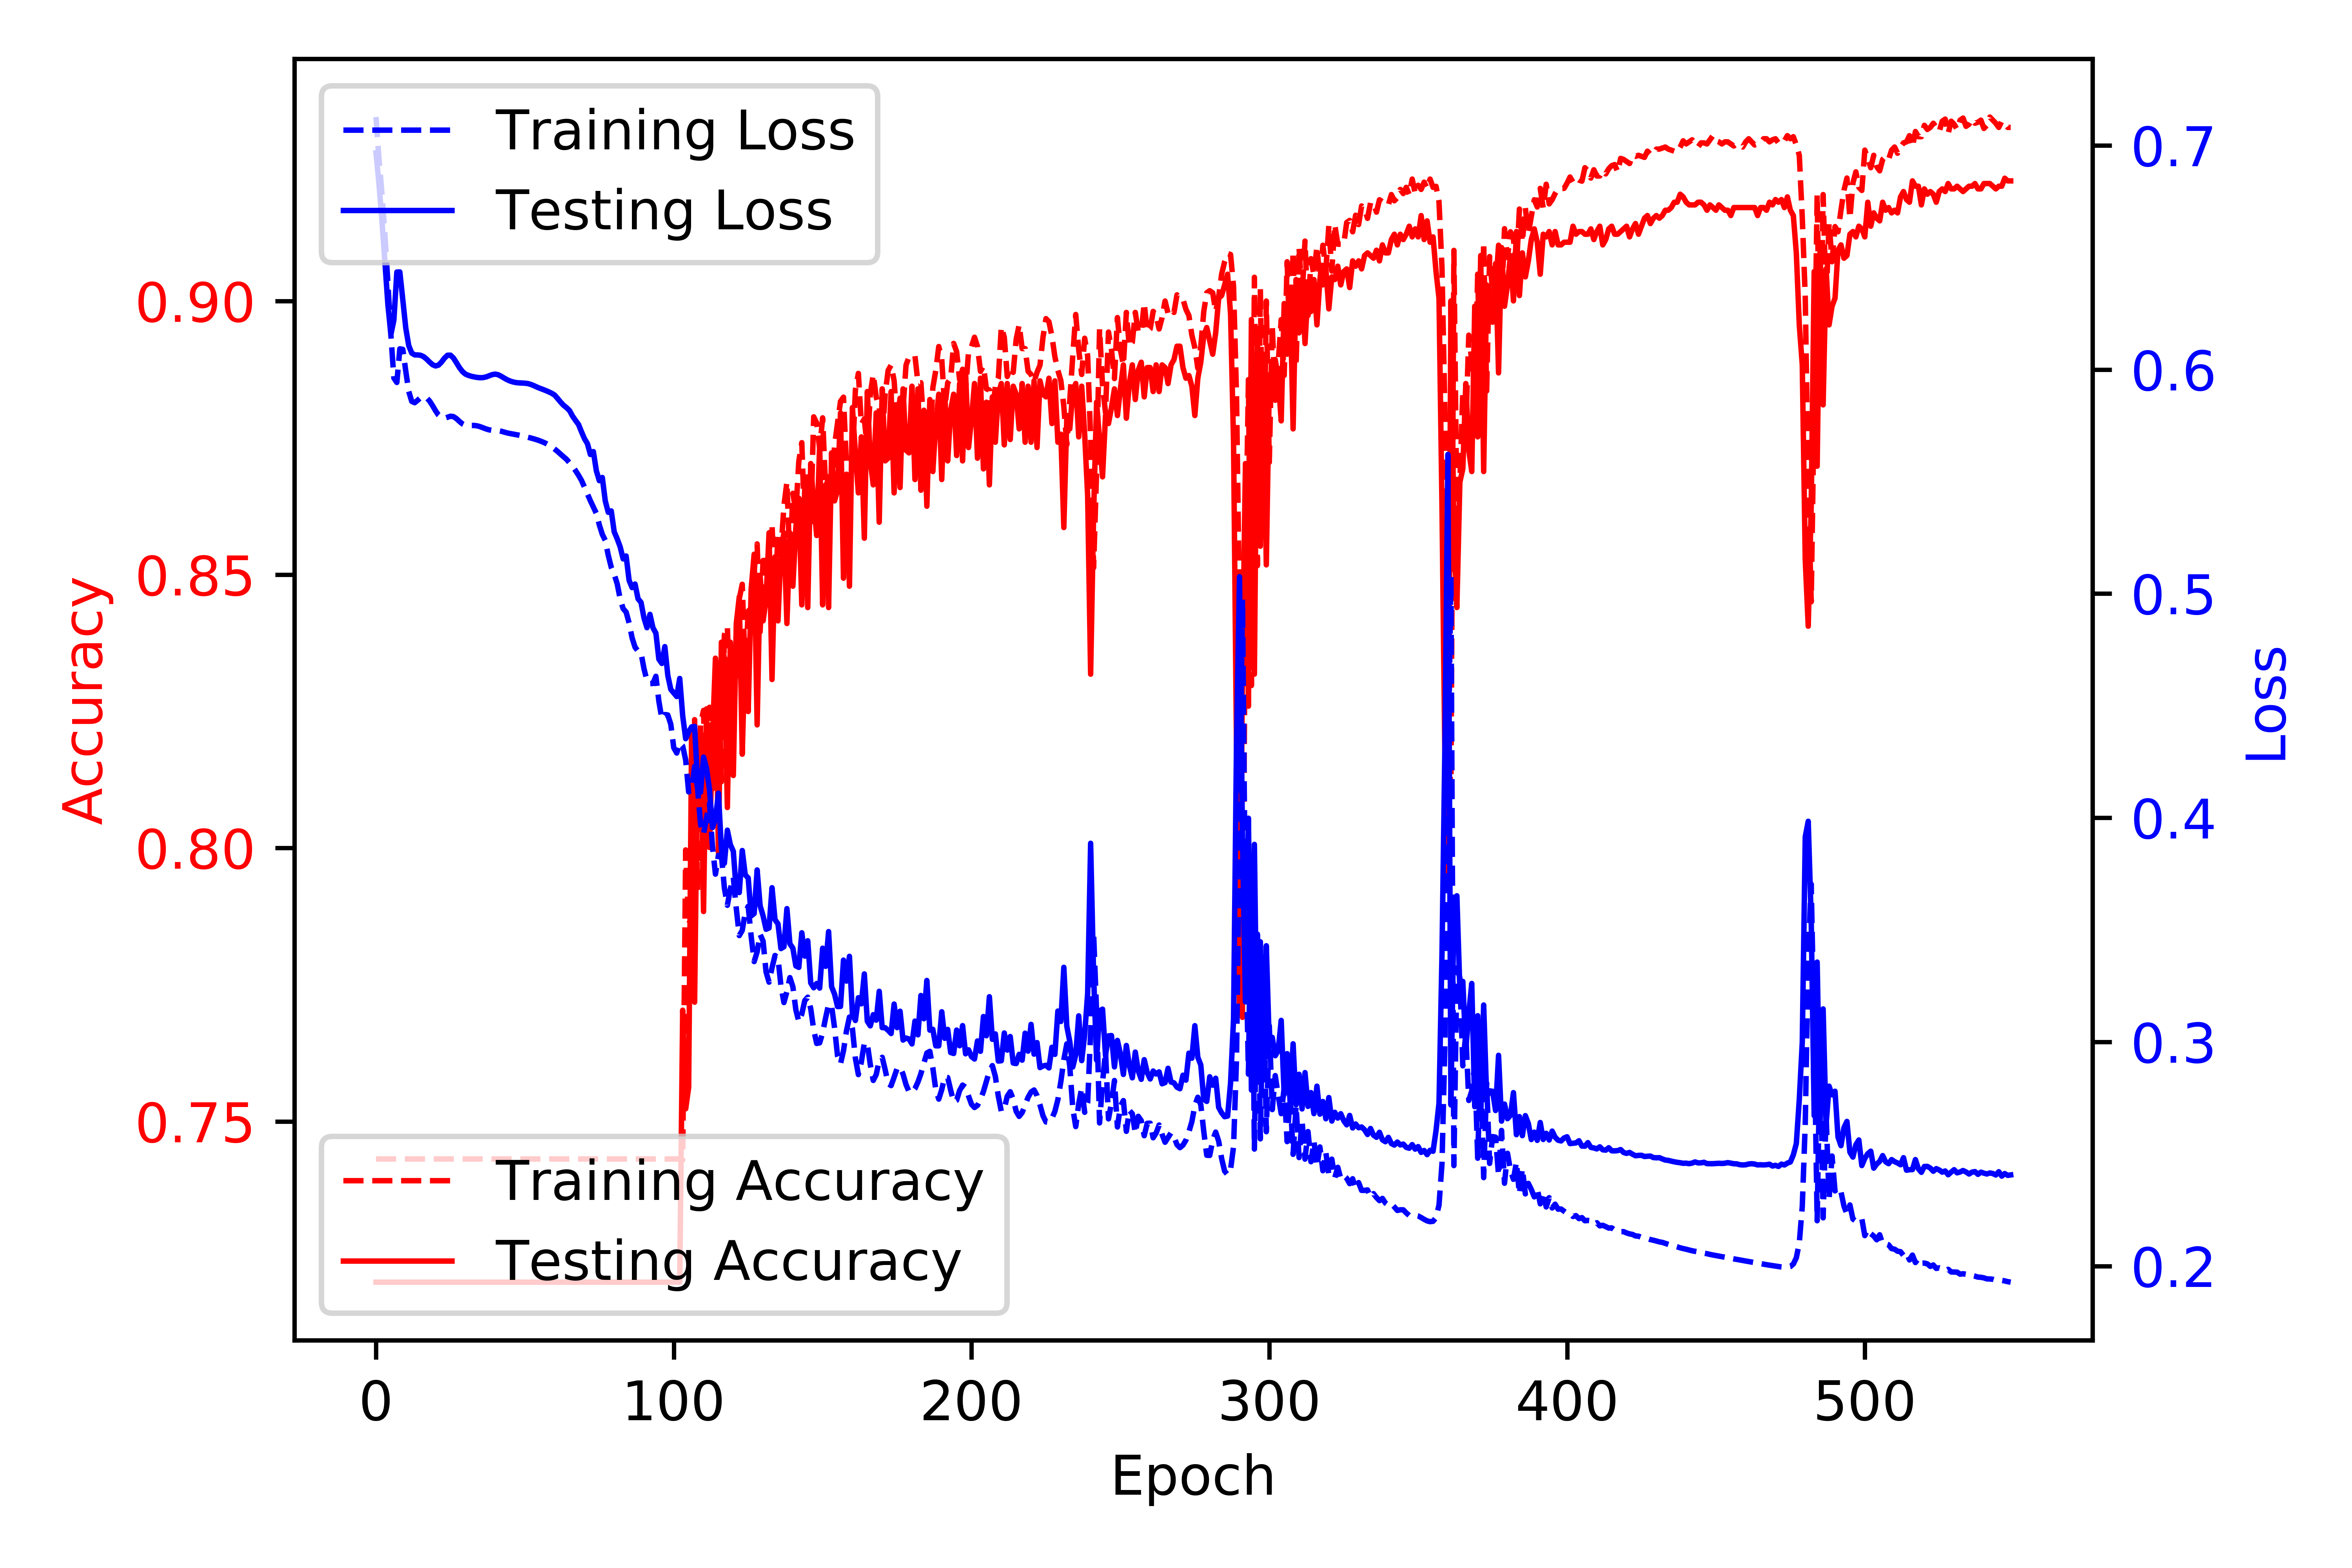 Training Loss
Testing Loss
Training Accuracy
Testing Accuracy
0.90
0.85
0.80
0.75
Accuracy
0.7
0.6
0.5
0.4
0.3
0.2
Loss
0 100 200 300 400 500
Epoch